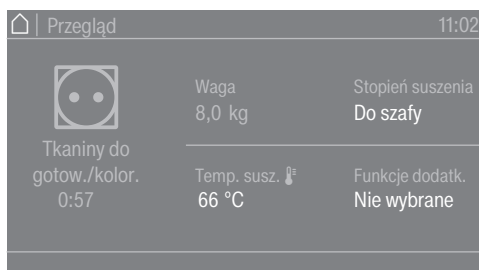 Przegląd 11:02
Tkaniny do
gotow./kolor.
0:57
Waga
8,0 kg
Stopień suszenia
Do szafy
Temp. susz.
66 °C
Funkcje dodatk.
Nie wybrane